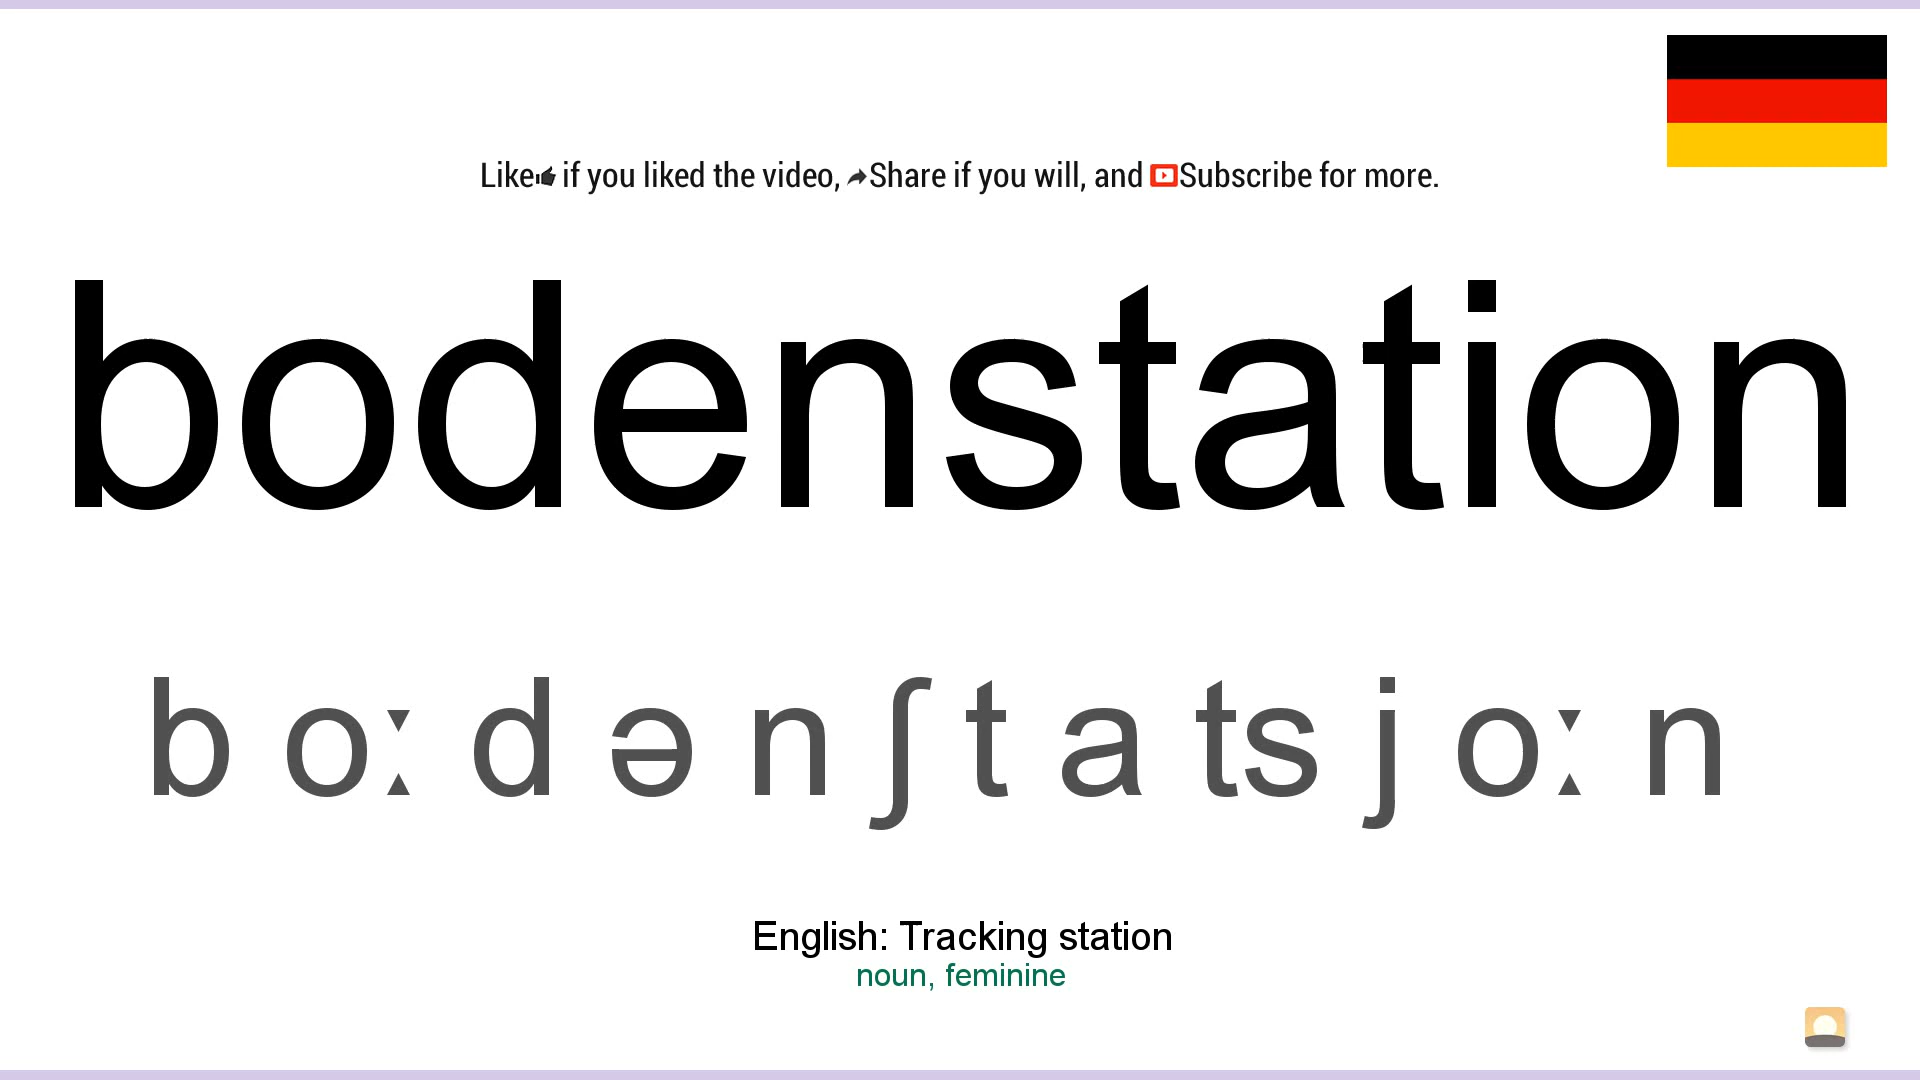 Like if you liked the video, Share if you will, and Subscribe for more.
bodenstation
b oː d ə n ʃ t a ʦ j oː n
English: Tracking station
noun, feminine